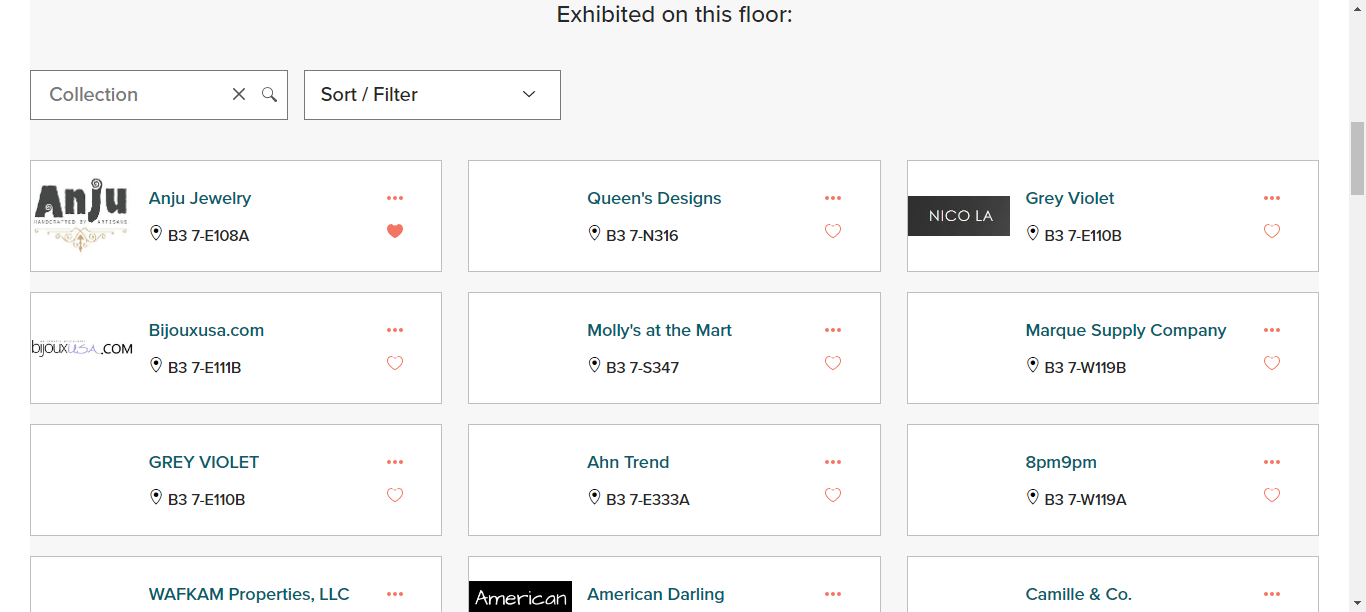 Exhibited on this floor:
Collection
Sort / Filter
Anju
HANDCRAFTED BY ARTISANS
Anju Jewelry
B3 7-E108A
Queen's Designs
B3 7-N316
NICO LA
Grey Violet
B3 7-E110B
bijouxUSA.COM
Bijouxusa.com
B3 7-E111B
Molly's at the Mart
B3 7-S347
Marque Supply Company
B3 7-W119B
GREY VIOLET
B3 7-E110B
Ahn Trend
B3 7-E333A
8pm9pm
B3 7-W119A
WAFKAM Properties, LLC
American
American Darling
Camille & Co.